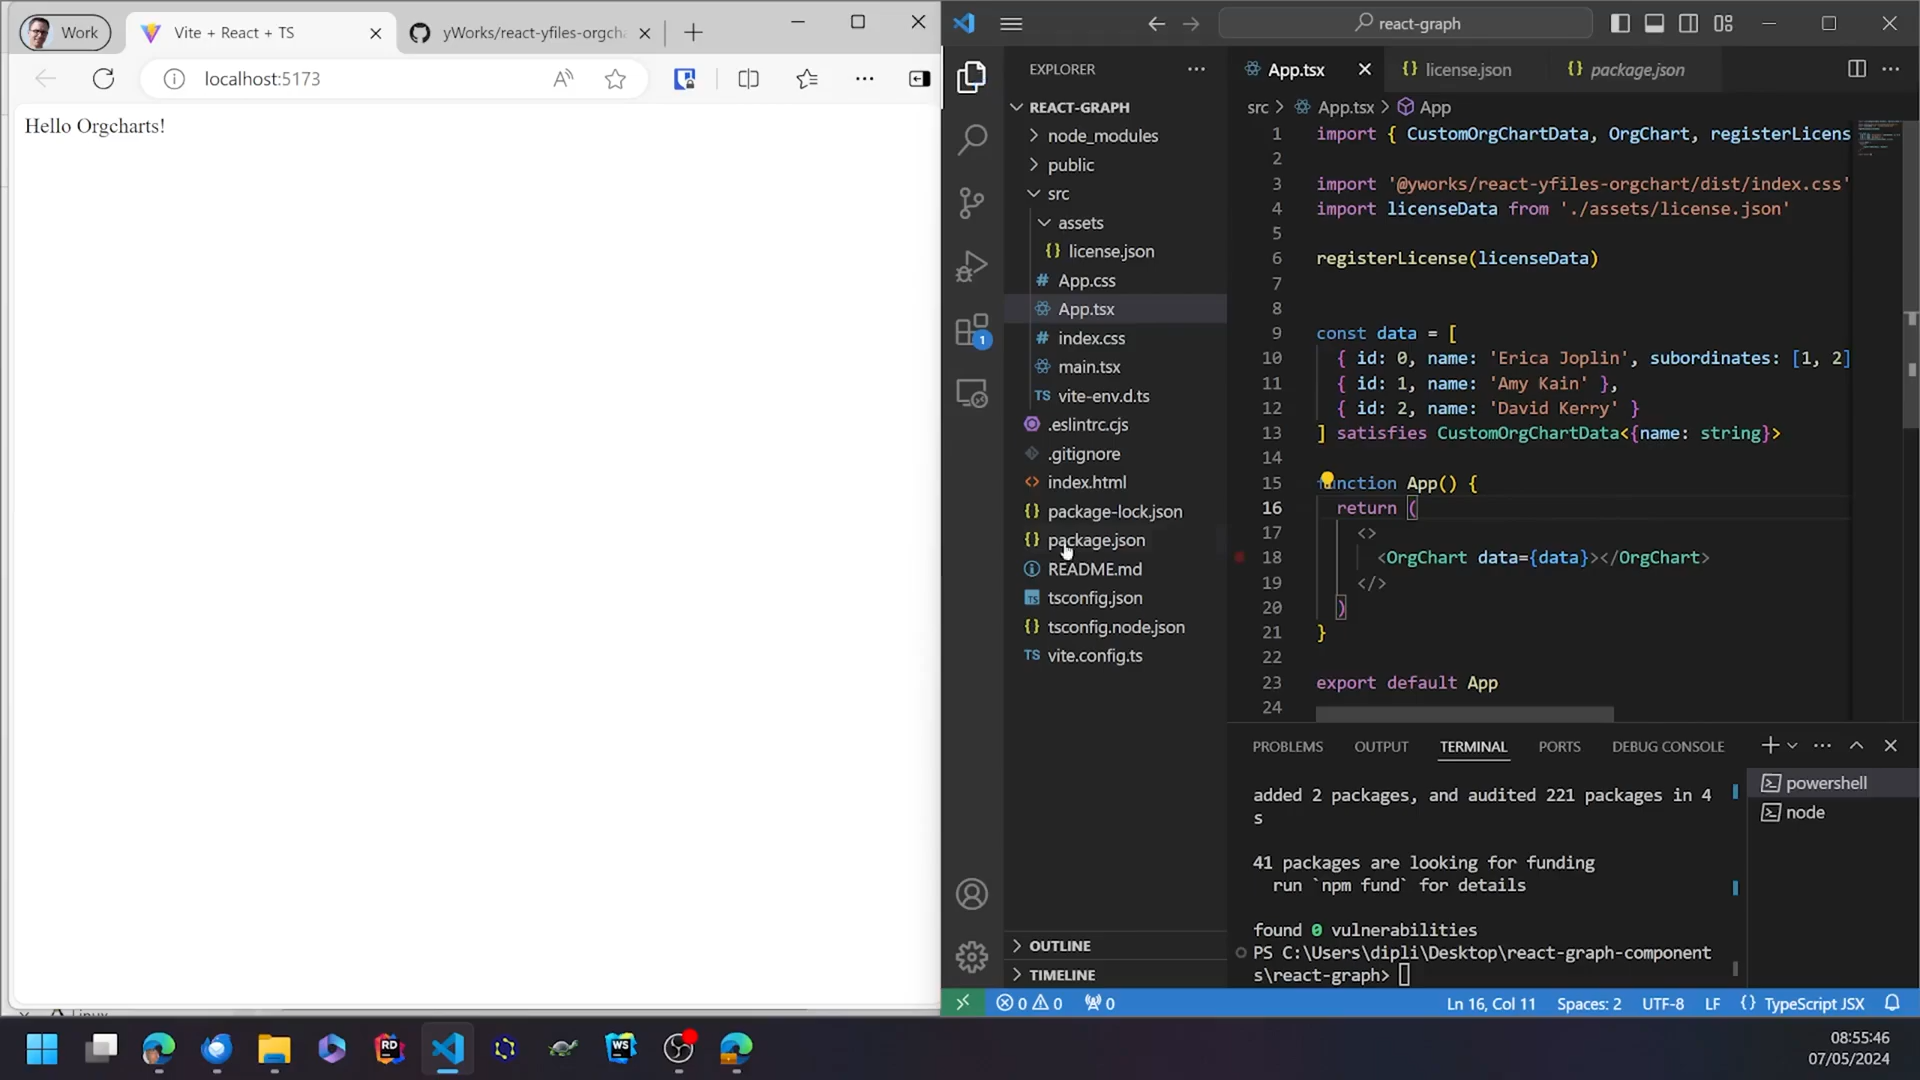 Work
Vite + React + TS
yWorks/react-yfiles-orgcha
localhost:5173
Hello Orgcharts!
react-graph
EXPLORER
REACT-GRAPH
node_modules
public
src
assets
license.json
App.css
App.tsx
index.css
main.tsx
TS vite-env.d.ts
.eslintrc.cjs
.gitignore
index.html
package-lock.json
package.json
README.md
tsconfig.json
tsconfig.node.json
TS vite.config.ts
OUTLINE
TIMELINE
1
App.tsx
license.json
package.json
src > App.tsx > App
1 import { CustomOrgChartData, OrgChart, registerLicens
2
3 import '@yworks/react-yfiles-orgchart/dist/index.css'
4 import licenseData from './assets/license.json'
5
6 registerLicense(licenseData)
7
8
9 const data = [
10 { id: 0, name: 'Erica Joplin', subordinates: [1, 2]
11 { id: 1, name: 'Amy Kain' },
12 { id: 2, name: 'David Kerry' }
13 ] satisfies CustomOrgChartData<{name: string}>
14
15 function App() {
16 return (
17 <>
18 <OrgChart data={data}></OrgChart>
19 </>
20 )
21 }
22
23 export default App
24
PROBLEMS OUTPUT TERMINAL PORTS DEBUG CONSOLE
added 2 packages, and audited 221 packages in 4
s
41 packages are looking for funding
run `npm fund` for details
found 0 vulnerabilities
PS C:\Users\dipli\Desktop\react-graph-component
s\react-graph>
powershell
node
0 0 0
Ln 16, Col 11 Spaces: 2 UTF-8 LF {} TypeScript JSX
RD
WS
08:55:46
07/05/2024